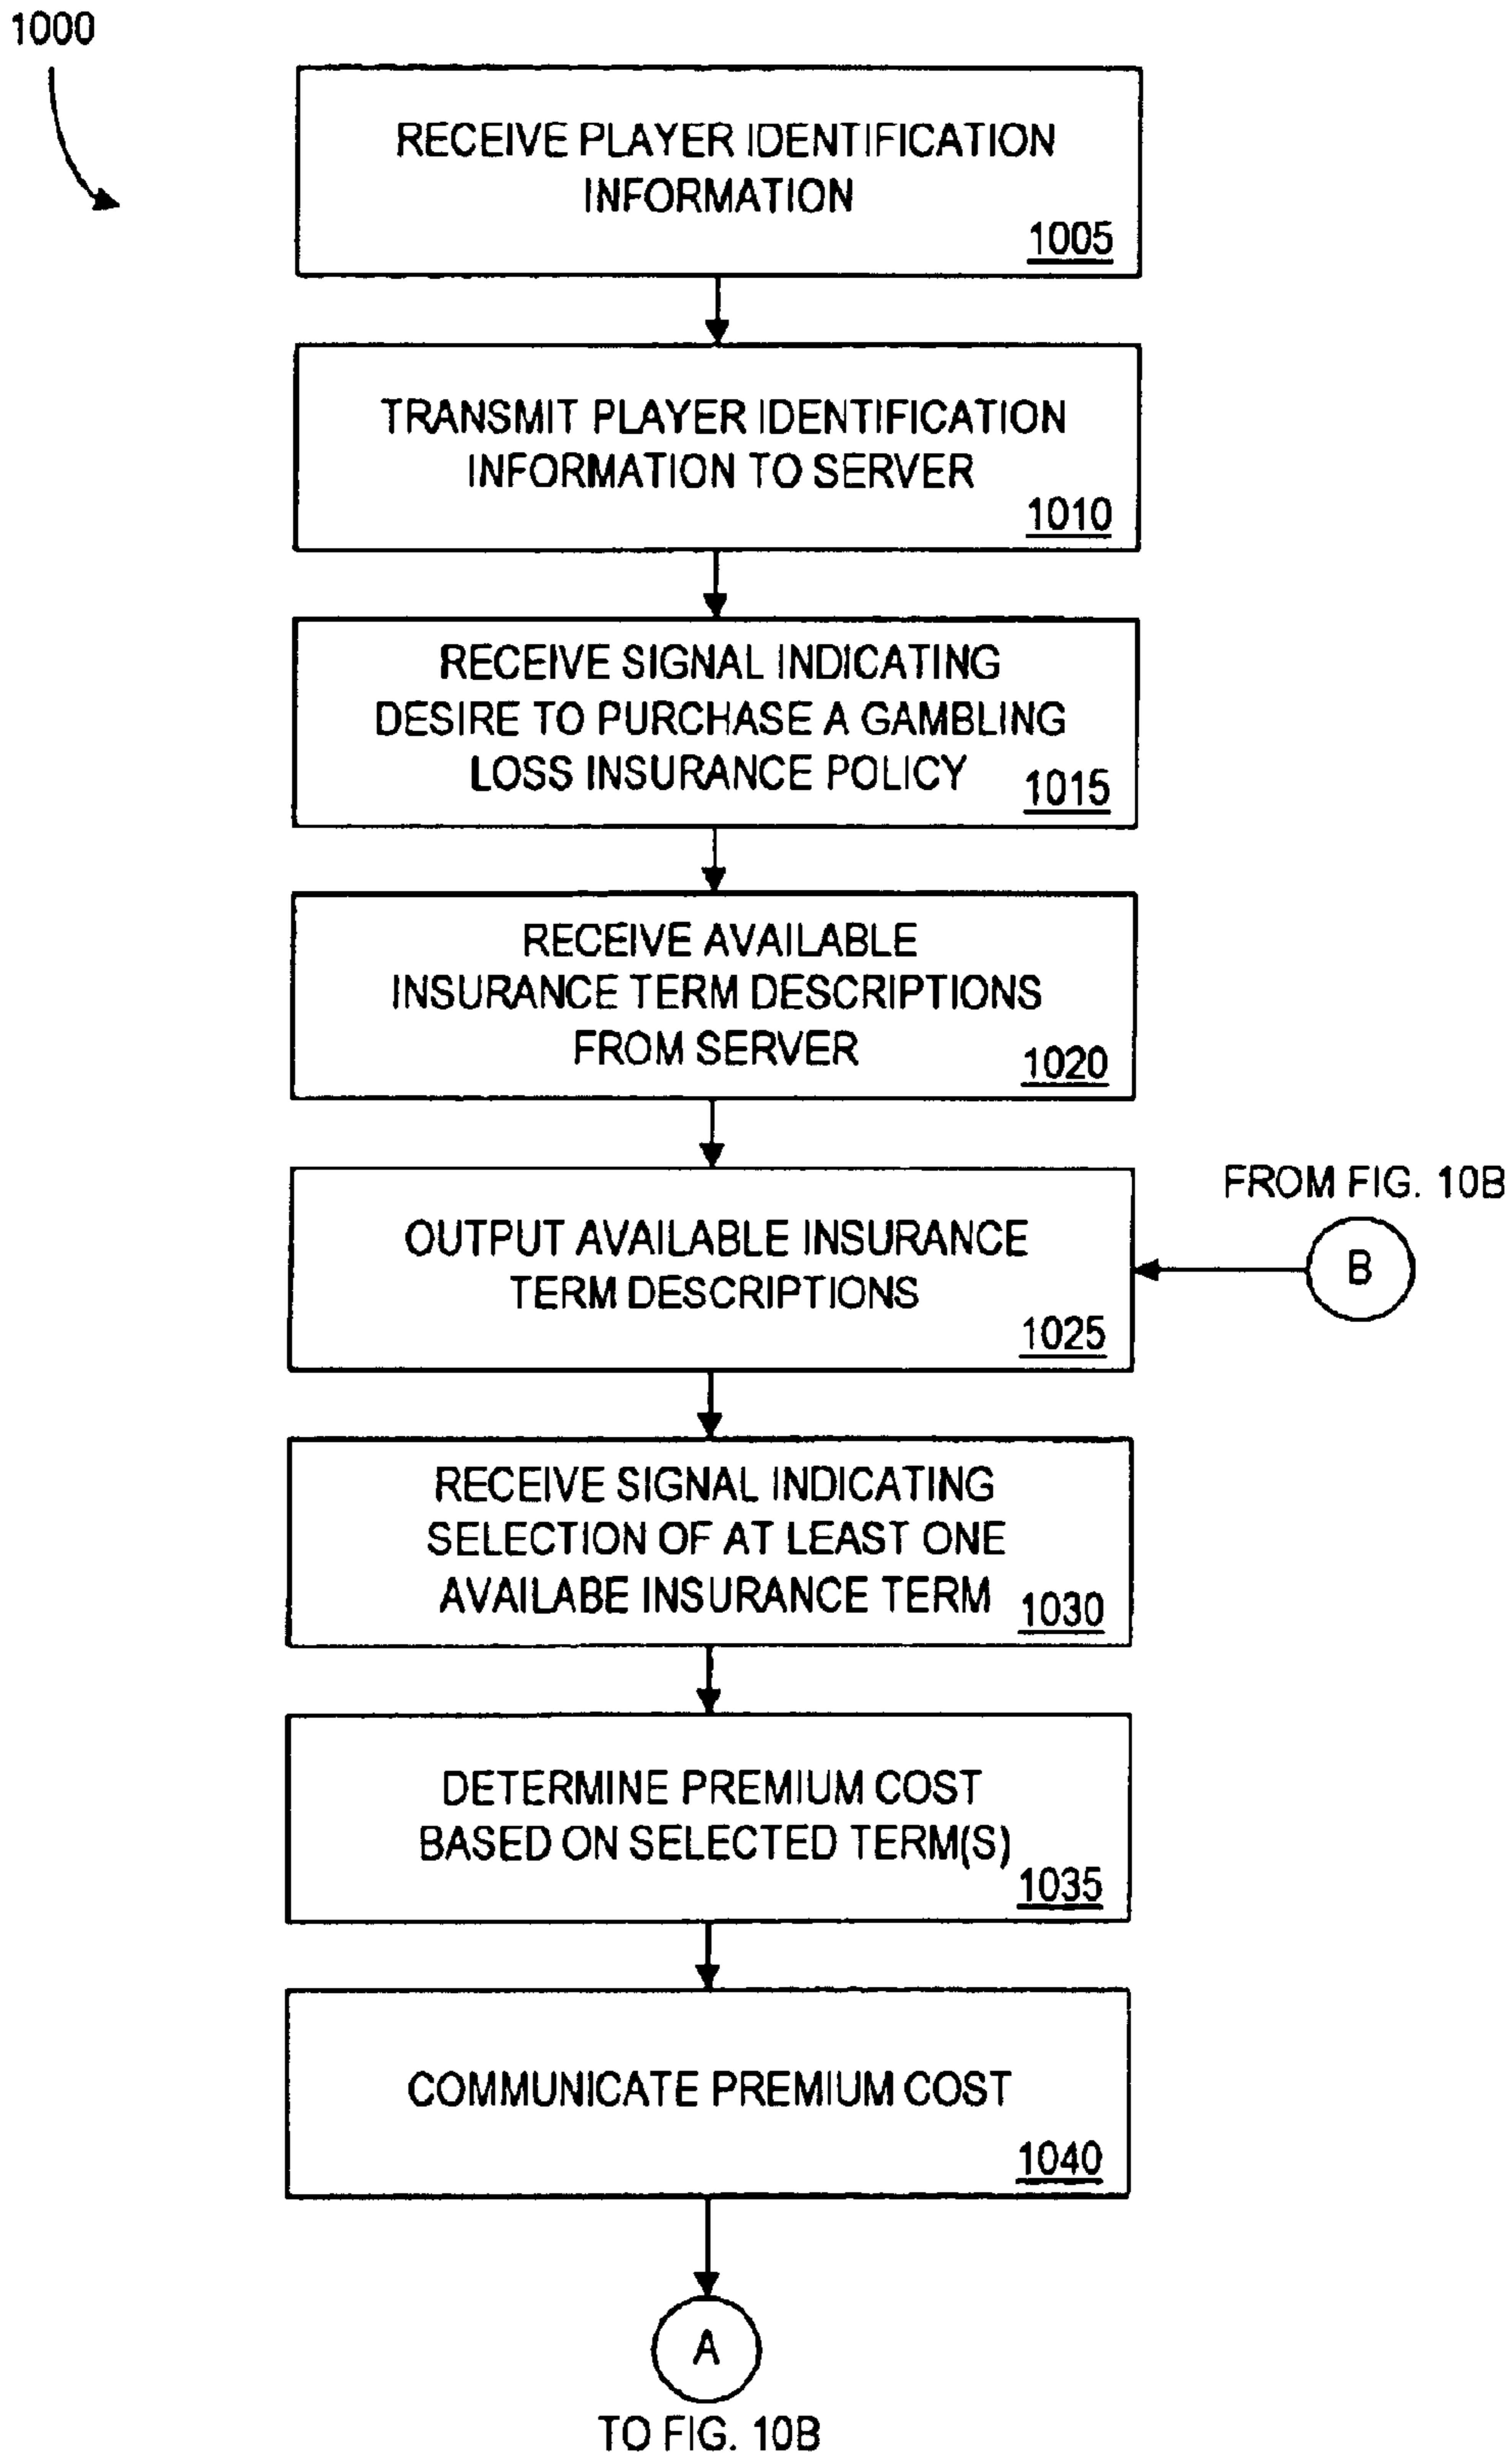 1000
RECEIVE PLAYER IDENTIFICATION
INFORMATION
1005
TRANSMIT PLAYER IDENTIFICATION
INFORMATION TO SERVER
1010
RECEIVE SIGNAL INDICATING
DESIRE TO PURCHASE A GAMBLING
LOSS INSURANCE POLICY
1015
RECEIVE AVAILABLE
INSURANCE TERM DESCRIPTIONS
FROM SERVER
1020
OUTPUT AVAILABLE INSURANCE
TERM DESCRIPTIONS
1025
FROM FIG. 10B
B
RECEIVE SIGNAL INDICATING
SELECTION OF AT LEAST ONE
AVAILABE INSURANCE TERM
1030
DETERMINE PREMIUM COST
BASED ON SELECTED TERM(S)
1035
COMMUNICATE PREMIUM COST
1040
A
TO FIG. 10B